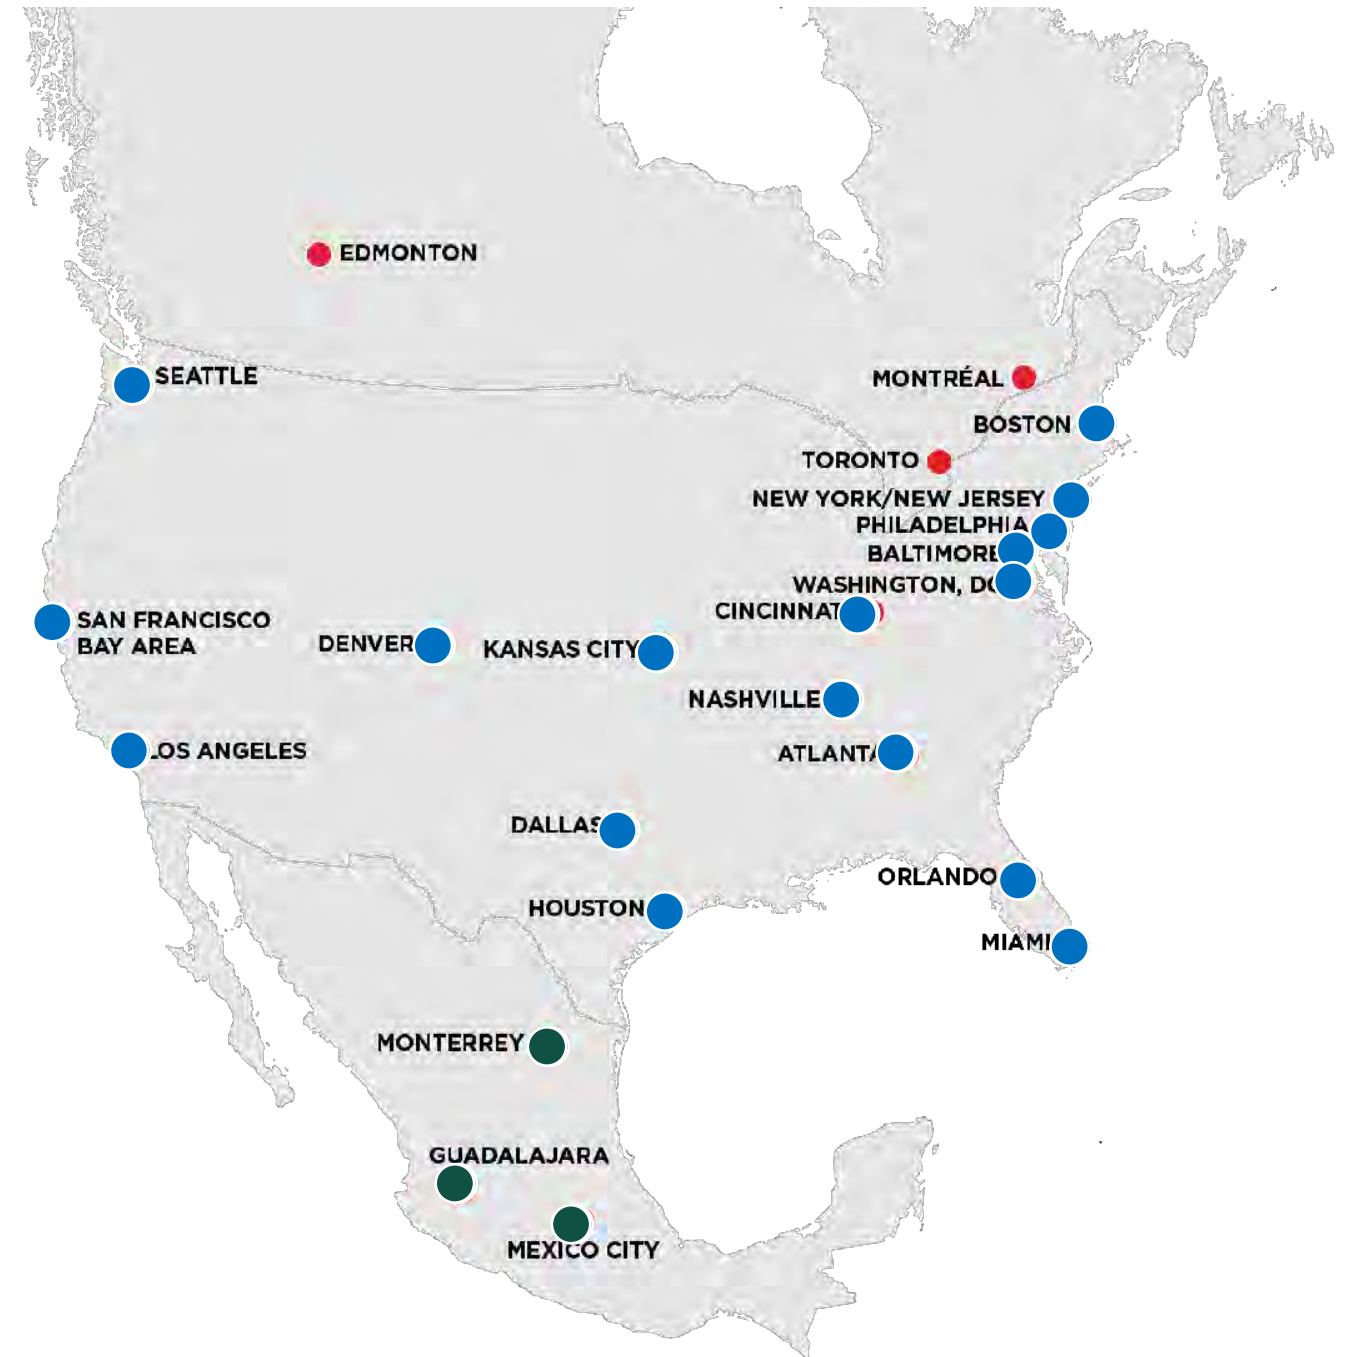 EDMONTON
SEATTLE
MONTRÉAL
BOSTON
TORONTO
NEW YORK/NEW JERSEY
PHILADELPHIA
BALTIMORE
WASHINGTON, DC
CINCINNATI
SAN FRANCISCO
BAY AREA
DENVER
KANSAS CITY
NASHVILLE
LOS ANGELES
ATLANTA
DALLAS
ORLANDO
HOUSTON
MIAMI
MONTERREY
GUADALAJARA
MEXICO CITY